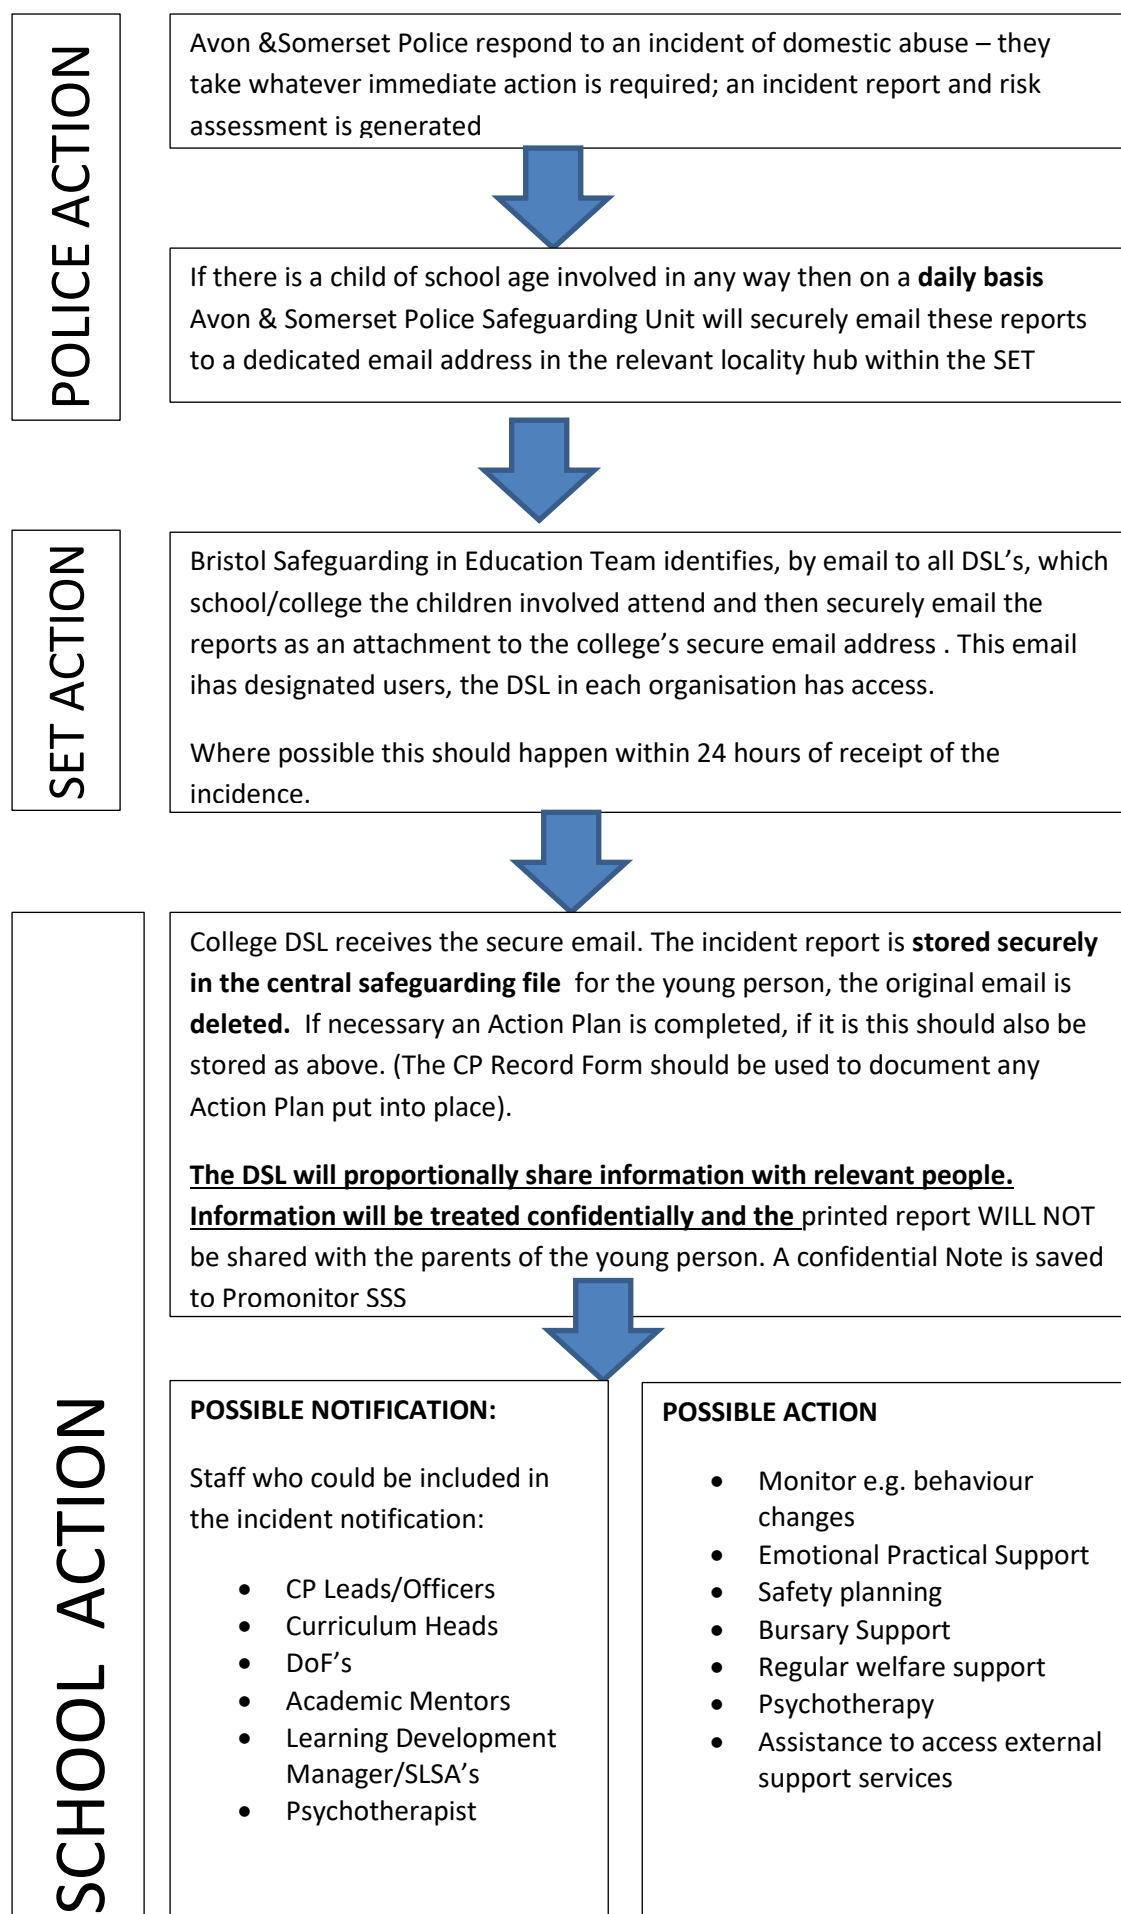 POLICE ACTION
Avon &Somerset Police respond to an incident of domestic abuse – they
take whatever immediate action is required; an incident report and risk
assessment is generated
If there is a child of school age involved in any way then on a daily basis
Avon & Somerset Police Safeguarding Unit will securely email these reports
to a dedicated email address in the relevant locality hub within the SET
SET ACTION
Bristol Safeguarding in Education Team identifies, by email to all DSL's, which
school/college the children involved attend and then securely email the
reports as an attachment to the college’s secure email address . This email
ihas designated users, the DSL in each organisation has access.
Where possible this should happen within 24 hours of receipt of the
incidence.
SCHOOL ACTION
College DSL receives the secure email. The incident report is stored securely
in the central safeguarding file for the young person, the original email is
deleted. If necessary an Action Plan is completed, if it is this should also be
stored as above. (The CP Record Form should be used to document any
Action Plan put into place).
The DSL will proportionally share information with relevant people.
Information will be treated confidentially and the printed report WILL NOT
be shared with the parents of the young person. A confidential Note is saved
to Promonitor SSS
POSSIBLE NOTIFICATION:
Staff who could be included in
the incident notification:
• CP Leads/Officers
• Curriculum Heads
• DoF’s
• Academic Mentors
• Learning Development
Manager/SLSA’s
• Psychotherapist
POSSIBLE ACTION
• Monitor e.g. behaviour
changes
• Emotional Practical Support
• Safety planning
• Bursary Support
• Regular welfare support
• Psychotherapy
• Assistance to access external
support services